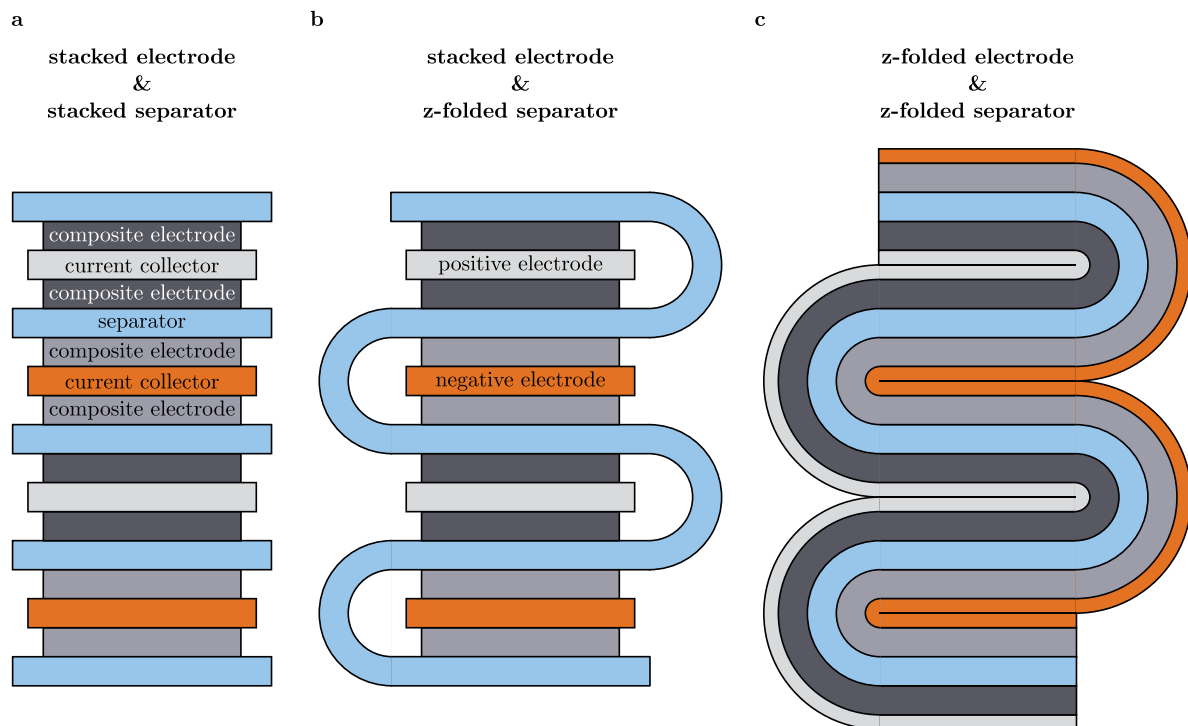 a
stacked electrode
&
stacked separator
composite electrode
current collector
composite electrode
separator
composite electrode
current collector
composite electrode
b
stacked electrode
&
z-folded separator
positive electrode
negative electrode
c
z-folded electrode
&
z-folded separator